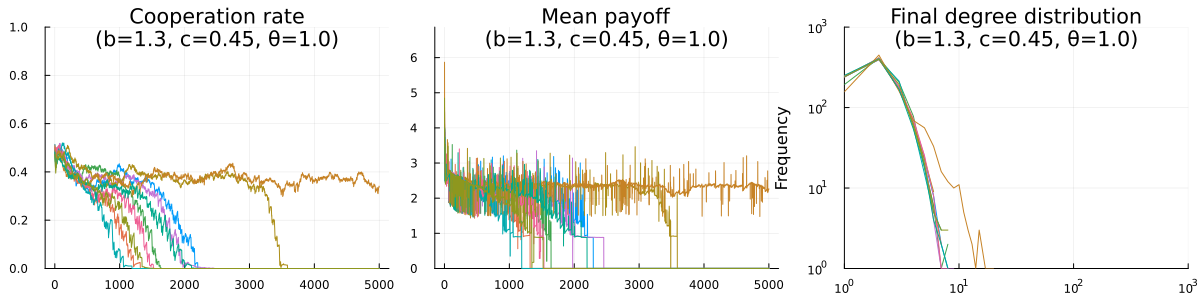 Cooperation rate
(b=1.3, c=0.45, θ=1.0)
1.0
0.8
0.6
0.4
0.2
0.0
0 1000 2000 3000 4000 5000
Mean payoff
(b=1.3, c=0.45, θ=1.0)
6
5
4
3
2
1
0
0 1000 2000 3000 4000 5000
Final degree distribution
(b=1.3, c=0.45, θ=1.0)
Frequency
10³
10²
10¹
10⁰
10⁰ 10¹ 10² 10³